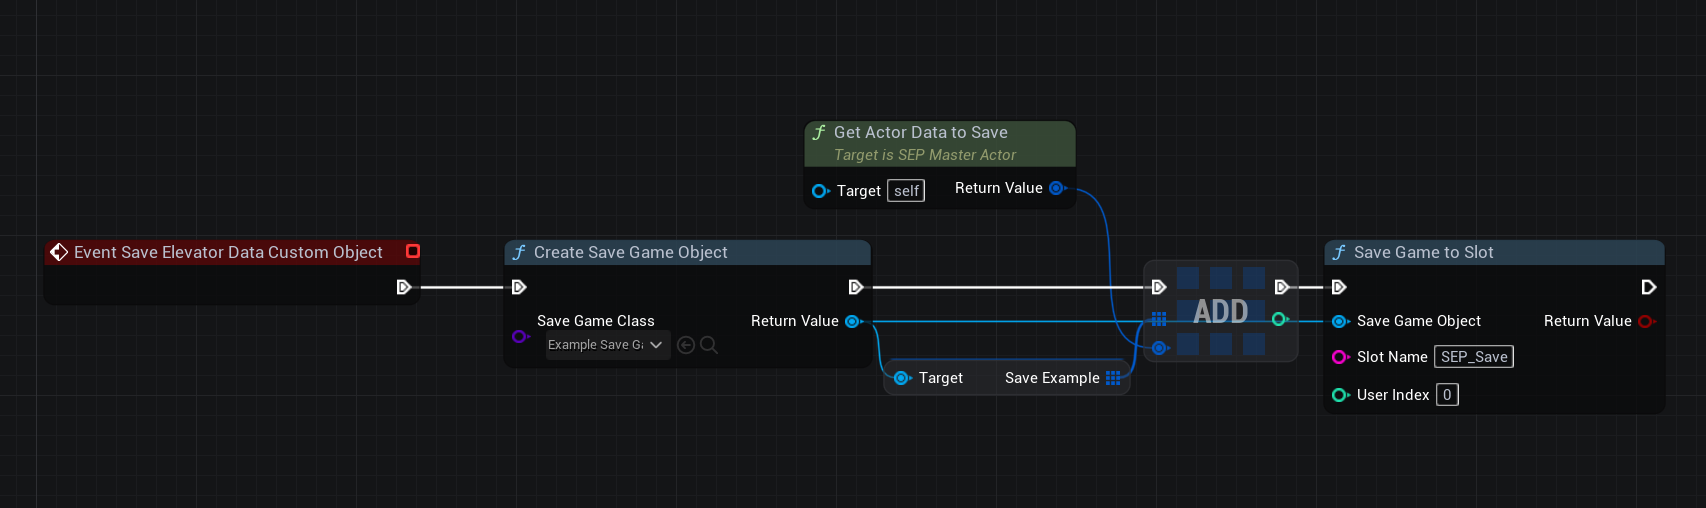 Get Actor Data to Save
Target is SEP Master Actor
Target self Return Value
Event Save Elevator Data Custom Object
Create Save Game Object
Save Game Class
Example Save Ga
Return Value
Target Save Example
ADD
Save Game to Slot
Save Game Object Return Value
Slot Name SEP_Save
User Index 0